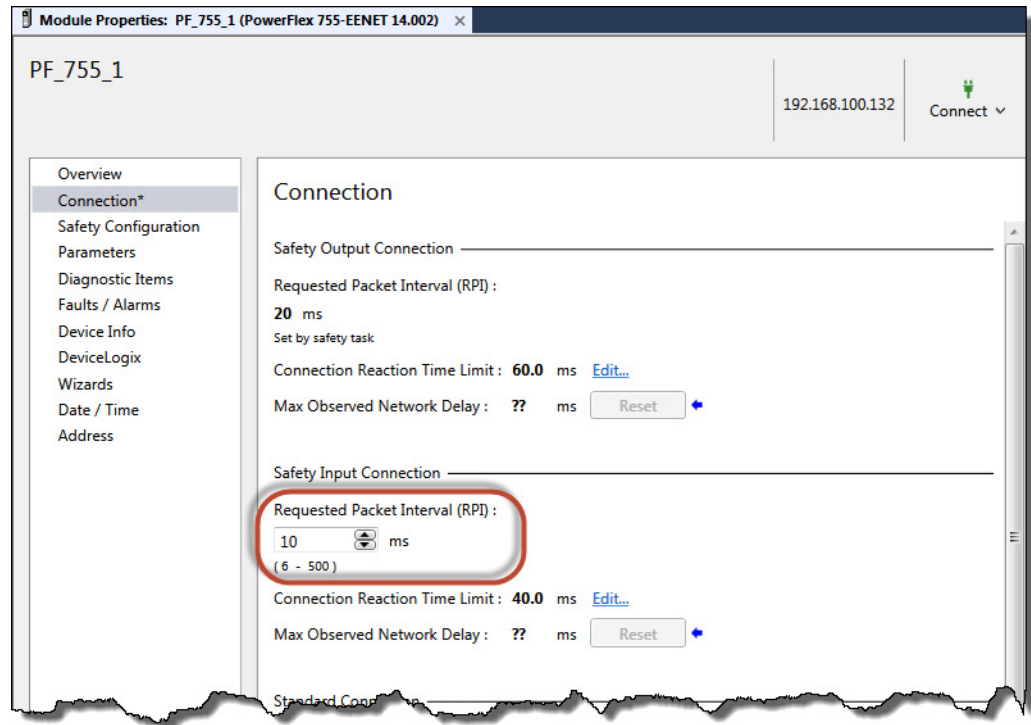 Module Properties: PF_755_1 (PowerFlex 755-EENET 14.002) ×
PF_755_1
192.168.100.132
Connect
Overview
Connection*
Safety Configuration
Parameters
Diagnostic Items
Faults / Alarms
Device Info
DeviceLogix
Wizards
Date / Time
Address
Connection
Safety Output Connection
Requested Packet Interval (RPI) :
20 ms
Set by safety task
Connection Reaction Time Limit : 60.0 ms Edit...
Max Observed Network Delay : ?? ms Reset
Safety Input Connection
Requested Packet Interval (RPI) :
10 ms
( 6 - 500 )
Connection Reaction Time Limit : 40.0 ms Edit...
Max Observed Network Delay : ?? ms Reset
Standard Connection